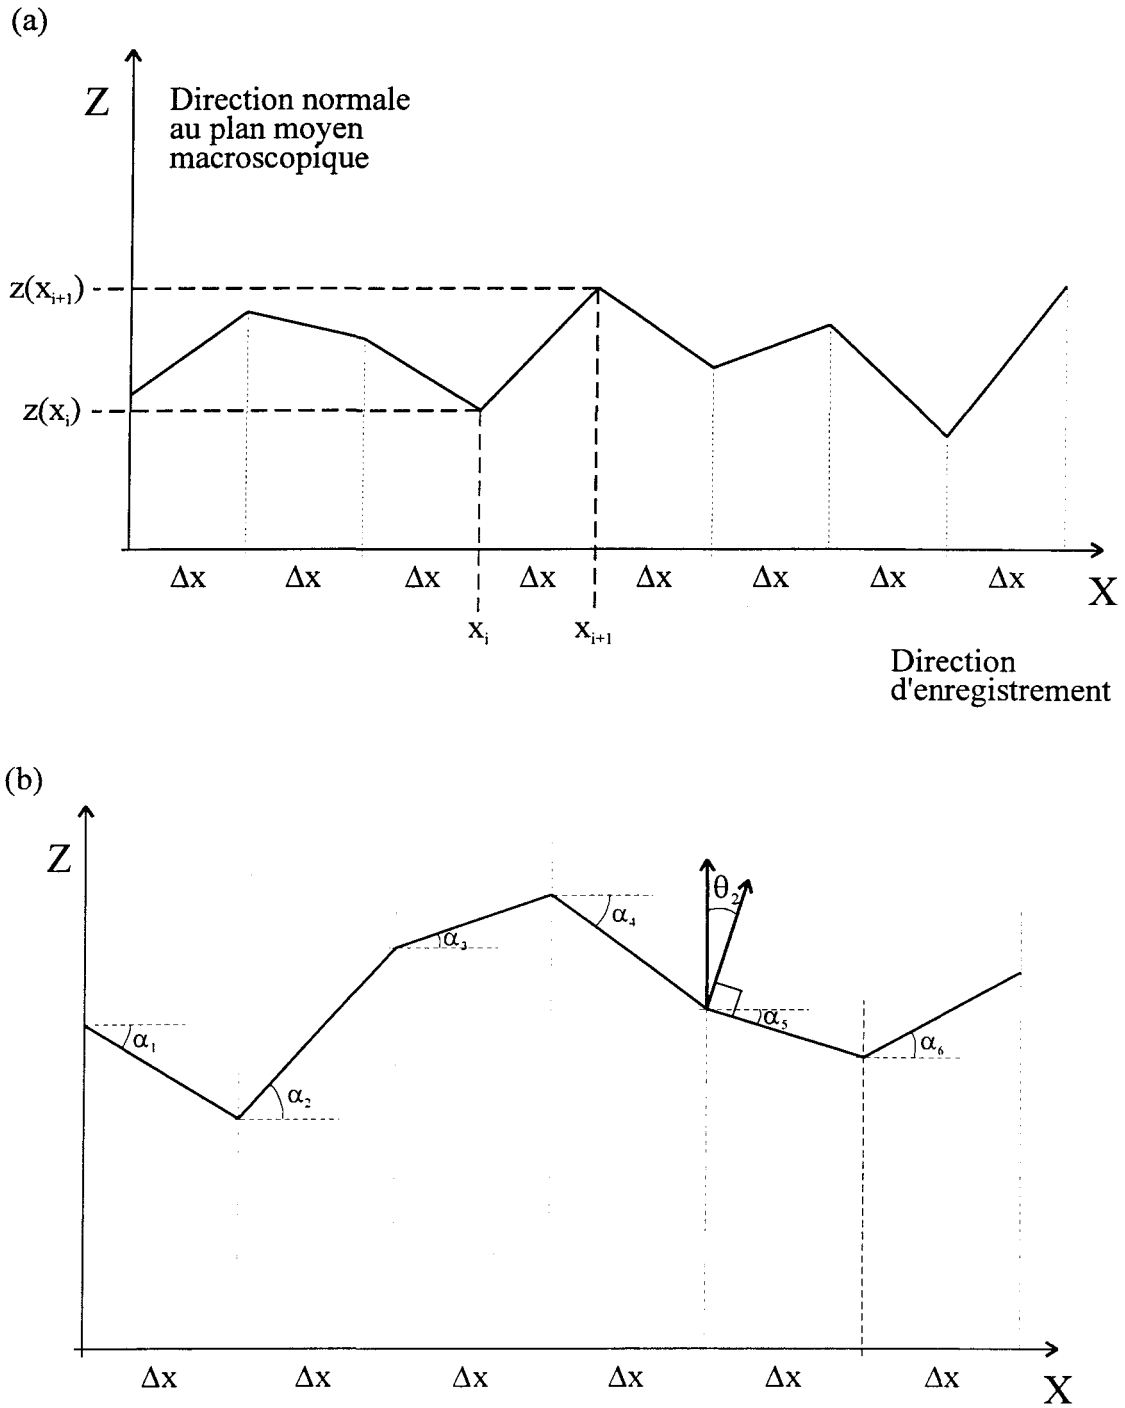 (a)
Z
Direction normale
au plan moyen
macroscopique
z(x_{i+1})
z(x_i)
Δx Δx Δx Δx Δx Δx Δx Δx
X
x_i x_{i+1}
Direction
d'enregistrement
(b)
Z
θ_2
α_1
α_2
α_3
α_4
α_5
α_6
Δx Δx Δx Δx Δx Δx
X